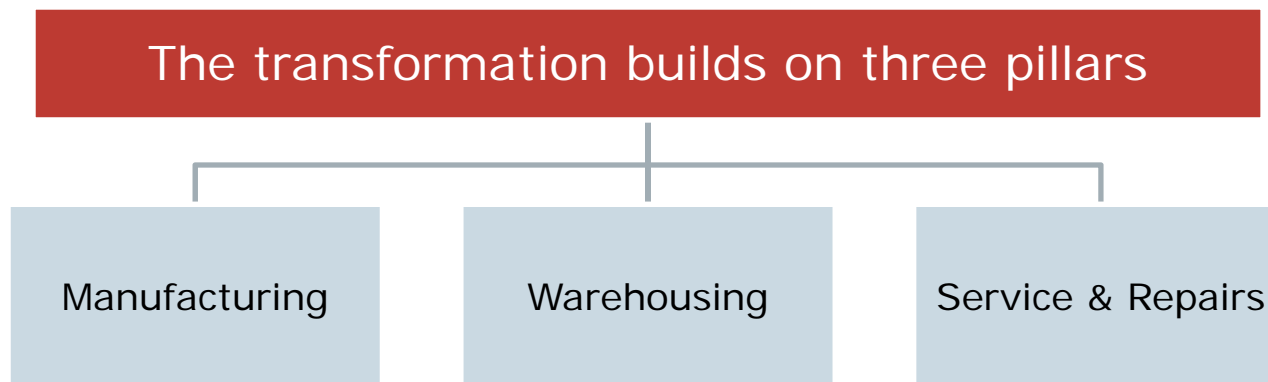 The transformation builds on three pillars
Manufacturing
Warehousing
Service & Repairs